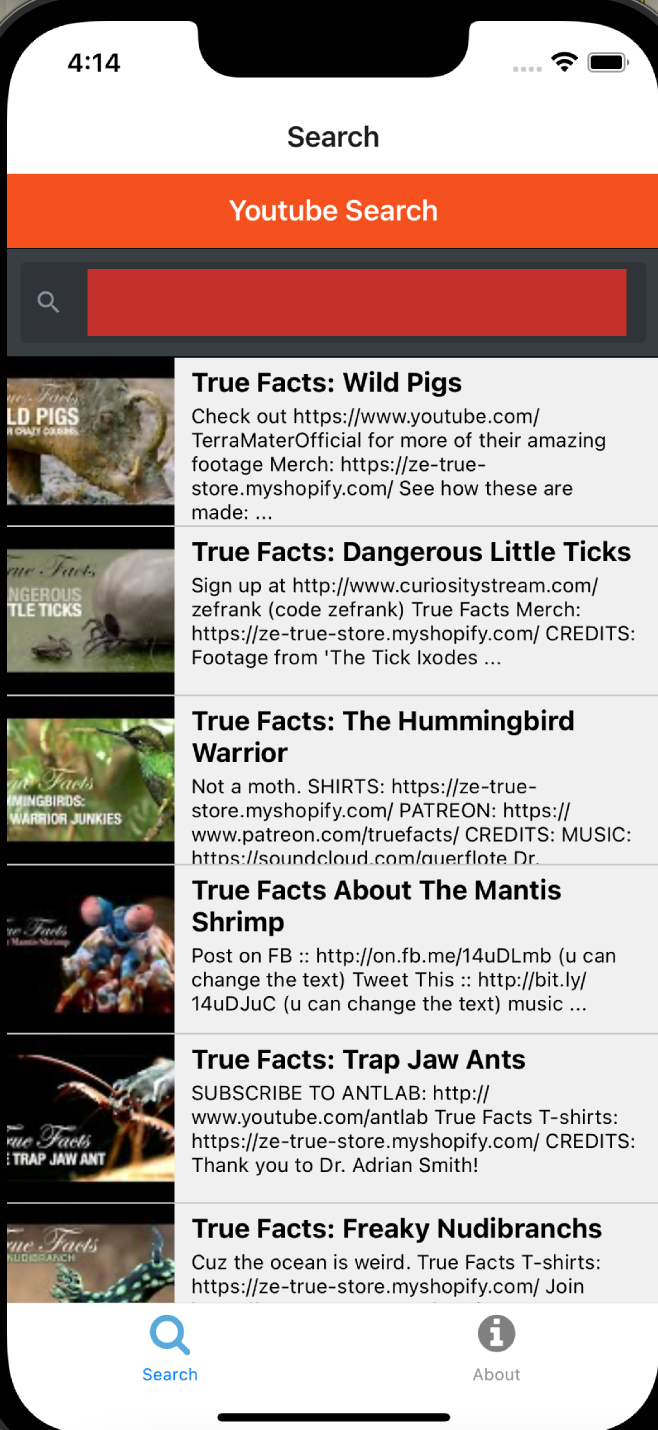 4:14
Search
Youtube Search
True Facts: Wild Pigs
Check out https://www.youtube.com/
TerraMaterOfficial for more of their amazing
footage Merch: https://ze-true-
store.myshopify.com/ See how these are
made: ...
True Facts
LD PIGS
CRAZY COUSINS
True Facts: Dangerous Little Ticks
Sign up at http://www.curiositystream.com/
zefrank (code zefrank) True Facts Merch:
https://ze-true-store.myshopify.com/ CREDITS:
Footage from 'The Tick Ixodes ...
rue Facts
NGEROUS
TLE TICKS
True Facts: The Hummingbird
Warrior
Not a moth. SHIRTS: https://ze-true-
store.myshopify.com/ PATREON: https://
www.patreon.com/truefacts/ CREDITS: MUSIC:
https://soundcloud.com/querflote Dr.
rue Facts
MMINGBIRDS:
WARRIOR JUNKIES
True Facts About The Mantis
Shrimp
Post on FB :: http://on.fb.me/14uDLmb (u can
change the text) Tweet This :: http://bit.ly/
14uDJuC (u can change the text) music ...
rue Facts
Mantis Shrimp
True Facts: Trap Jaw Ants
SUBSCRIBE TO ANTLAB: http://
www.youtube.com/antlab True Facts T-shirts:
https://ze-true-store.myshopify.com/ CREDITS:
Thank you to Dr. Adrian Smith!
rue Facts
E TRAP JAW ANT
True Facts: Freaky Nudibranchs
Cuz the ocean is weird. True Facts T-shirts:
https://ze-true-store.myshopify.com/ Join
rue Facts
NUDIBRANCH
Search
About